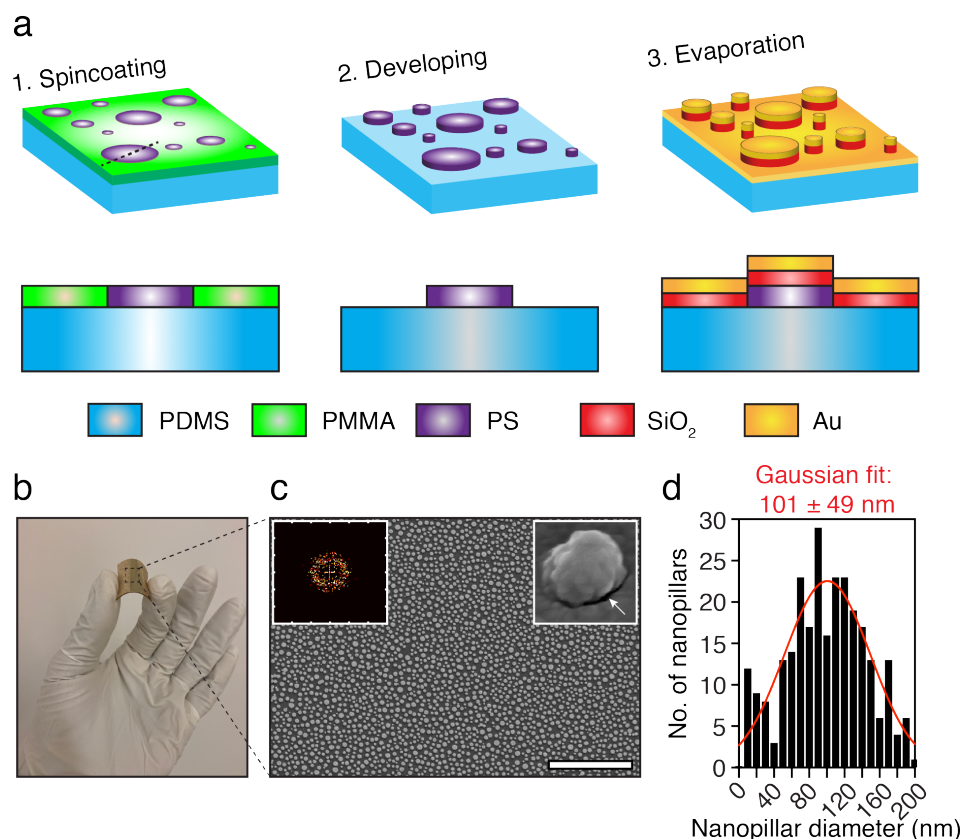 a
1. Spincoating
2. Developing
3. Evaporation
PDMS
PMMA
PS
SiO₂
Au
b
c
d
Gaussian fit:
101 ± 49 nm
No. of nanopillars
30
25
20
15
10
5
0
0
40
80
120
160
200
Nanopillar diameter (nm)